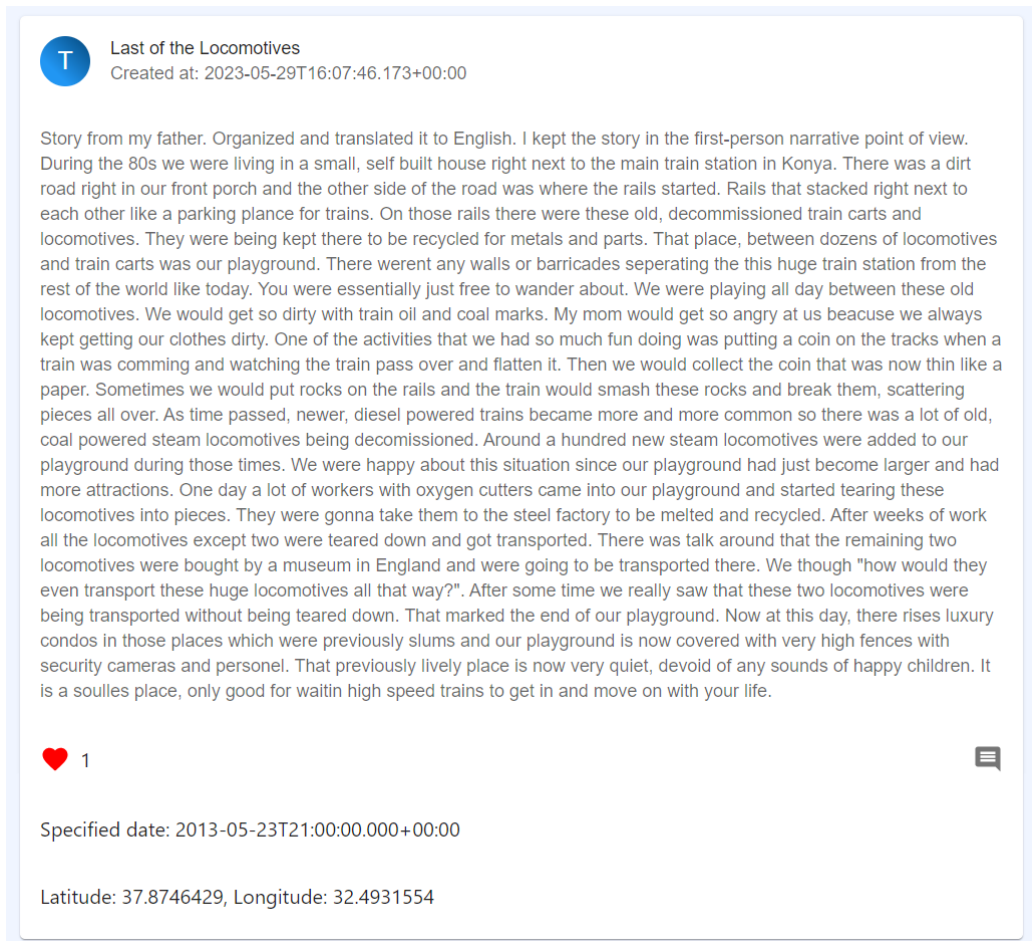 T
Last of the Locomotives
Created at: 2023-05-29T16:07:46.173+00:00
Story from my father. Organized and translated it to English. I kept the story in the first-person narrative point of view.
During the 80s we were living in a small, self built house right next to the main train station in Konya. There was a dirt
road right in our front porch and the other side of the road was where the rails started. Rails that stacked right next to
each other like a parking plance for trains. On those rails there were these old, decommissioned train carts and
locomotives. They were being kept there to be recycled for metals and parts. That place, between dozens of locomotives
and train carts was our playground. There werent any walls or barricades seperating the this huge train station from the
rest of the world like today. You were essentially just free to wander about. We were playing all day between these old
locomotives. We would get so dirty with train oil and coal marks. My mom would get so angry at us beacuse we always
kept getting our clothes dirty. One of the activities that we had so much fun doing was putting a coin on the tracks when a
train was comming and watching the train pass over and flatten it. Then we would collect the coin that was now thin like a
paper. Sometimes we would put rocks on the rails and the train would smash these rocks and break them, scattering
pieces all over. As time passed, newer, diesel powered trains became more and more common so there was a lot of old,
coal powered steam locomotives being decomissioned. Around a hundred new steam locomotives were added to our
playground during those times. We were happy about this situation since our playground had just become larger and had
more attractions. One day a lot of workers with oxygen cutters came into our playground and started tearing these
locomotives into pieces. They were gonna take them to the steel factory to be melted and recycled. After weeks of work
all the locomotives except two were teared down and got transported. There was talk around that the remaining two
locomotives were bought by a museum in England and were going to be transported there. We though "how would they
even transport these huge locomotives all that way?". After some time we really saw that these two locomotives were
being transported without being teared down. That marked the end of our playground. Now at this day, there rises luxury
condos in those places which were previously slums and our playground is now covered with very high fences with
security cameras and personel. That previously lively place is now very quiet, devoid of any sounds of happy children. It
is a soulles place, only good for waitin high speed trains to get in and move on with your life.
1
Specified date: 2013-05-23T21:00:00.000+00:00
Latitude: 37.8746429, Longitude: 32.4931554